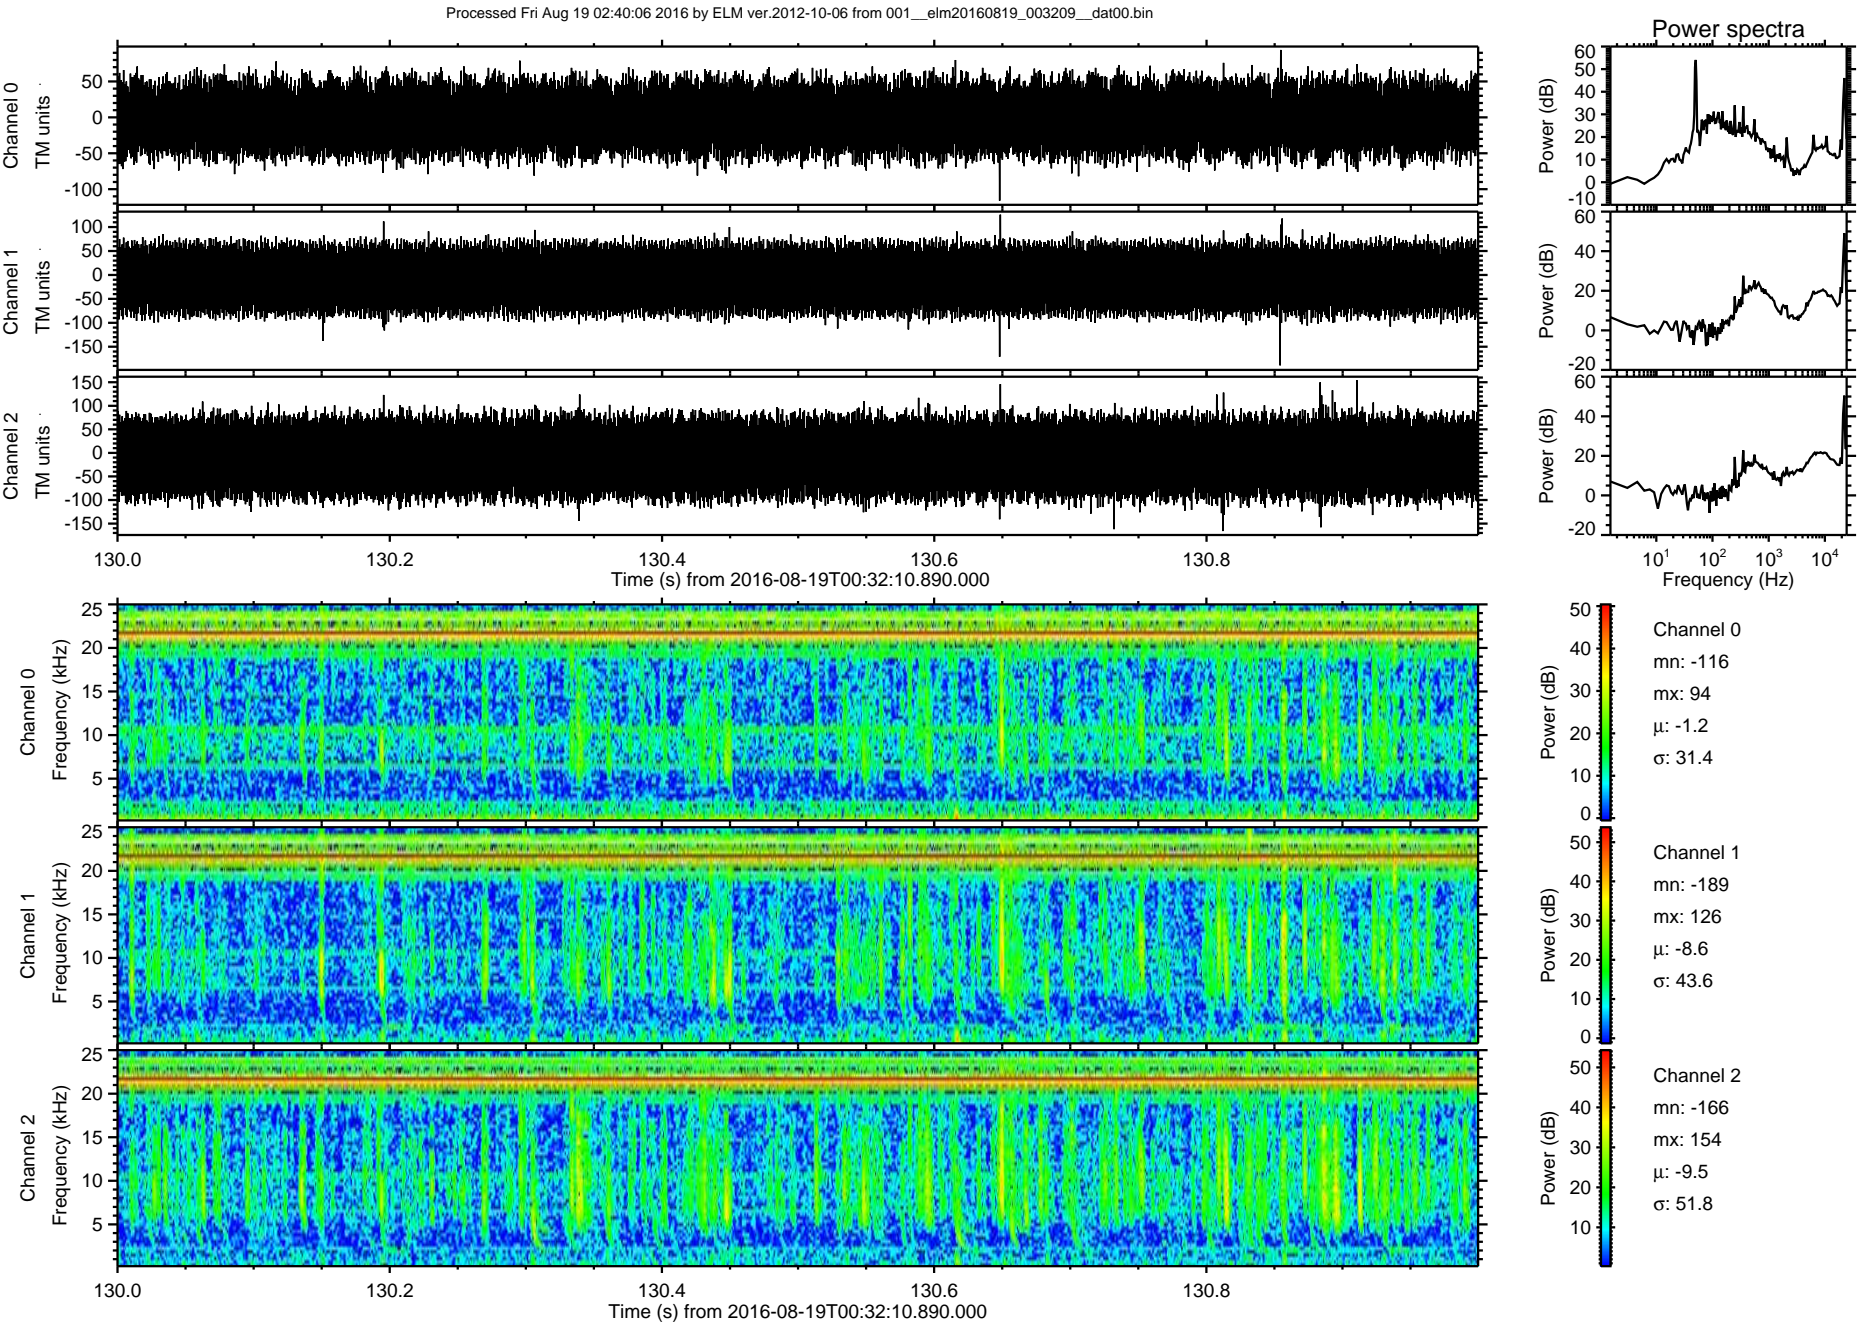 Processed Fri Aug 19 02:40:06 2016 by ELM ver.2012-10-06 from 001__elm20160819_003209__dat00.bin
Power spectra
Channel 0
TM units
50
0
-50
-100
Power (dB)
60
50
40
30
20
10
0
-10
Channel 1
TM units
100
50
0
-50
-100
-150
Power (dB)
60
40
20
0
-20
Channel 2
TM units
150
100
50
0
-50
-100
-150
Power (dB)
60
40
20
0
-20
130.0 130.2 130.4 130.6 130.8
Time (s) from 2016-08-19T00:32:10.890.000
10^1 10^2 10^3 10^4
Frequency (Hz)
Channel 0
Frequency (kHz)
25
20
15
10
5
Power (dB)
50
40
30
20
10
0
Channel 0
mn: -116
mx: 94
μ: -1.2
σ: 31.4
Channel 1
Frequency (kHz)
25
20
15
10
5
Power (dB)
50
40
30
20
10
0
Channel 1
mn: -189
mx: 126
μ: -8.6
σ: 43.6
Channel 2
Frequency (kHz)
25
20
15
10
5
Power (dB)
50
40
30
20
10
Channel 2
mn: -166
mx: 154
μ: -9.5
σ: 51.8
130.0 130.2 130.4 130.6 130.8
Time (s) from 2016-08-19T00:32:10.890.000